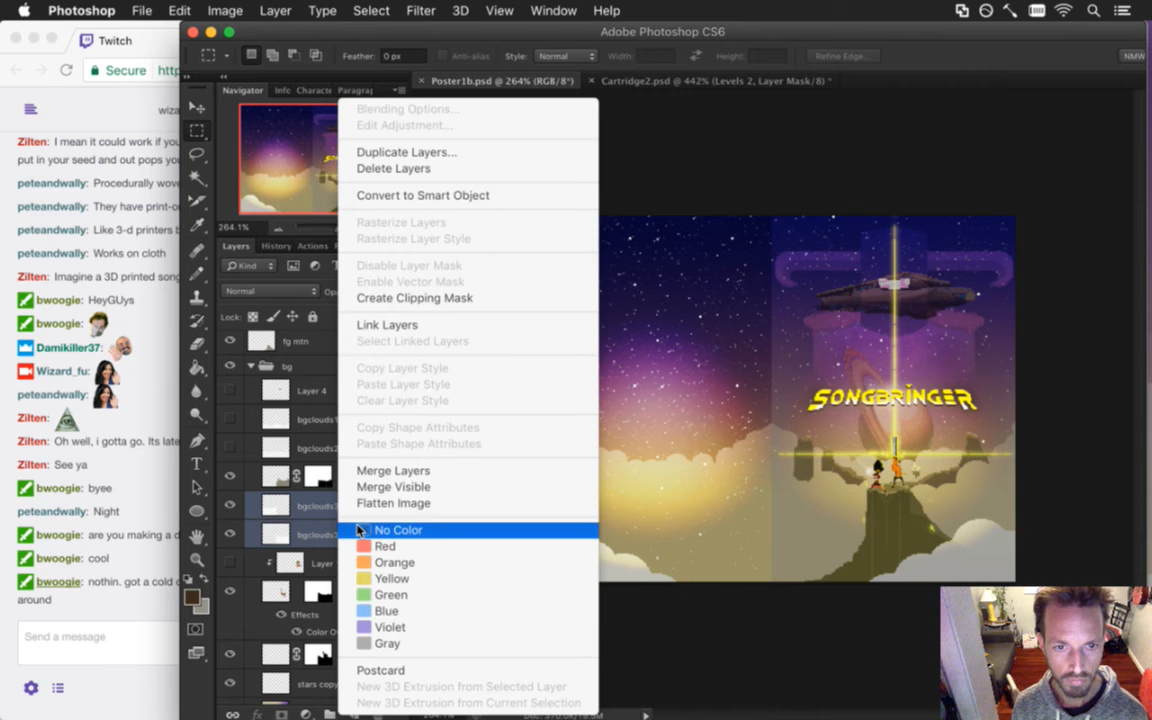 Photoshop File Edit Image Layer Type Select Filter 3D View Window Help
Twitch
Adobe Photoshop CS6
Feather: 0 px Anti-alias Style: Normal Width: Height: Refine Edge...
Secure
Poster1b.psd @ 264% (RGB/8*) Cartridge2.psd @ 442% (Levels 2, Layer Mask/8) *
Navigator Info Paragraph
264.1%
Layers History Actions
Kind
Normal
Lock:
fg mtn
bg
Layer 4
Layer
Effects
stars copy
Zilten: I mean it could work if you
put in your seed and out pops you
peteandwally: Procedurally wove
peteandwally: They have print-o
peteandwally: Like 3-d printers b
peteandwally: Works on cloth
Zilten: Imagine a 3D printed song
bwoogie: HeyGUys
bwoogie:
Damikiller37:
Wizard_fu:
peteandwally:
Zilten:
Zilten: Oh well, i gotta go. Its late
Zilten: See ya
bwoogie: byee
peteandwally: Night
bwoogie: are you making a d
bwoogie: cool
bwoogie: nothin. got a cold
around
Send a message
Blending Options...
Edit Adjustment...
Duplicate Layers...
Delete Layers
Convert to Smart Object
Rasterize Layers
Rasterize Layer Style
Disable Layer Mask
Enable Vector Mask
Create Clipping Mask
Link Layers
Select Linked Layers
Copy Layer Style
Paste Layer Style
Clear Layer Style
Copy Shape Attributes
Paste Shape Attributes
Merge Layers
Merge Visible
Flatten Image
No Color
Red
Orange
Yellow
Green
Blue
Violet
Gray
Postcard
New 3D Extrusion from Selected Layer
New 3D Extrusion from Current Selection
SONGBRINGER